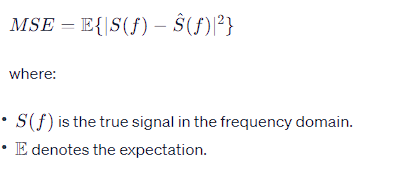 MSE = 𝔼{|S(f) − Ŝ(f)|²}
where:
• S(f) is the true signal in the frequency domain.
• 𝔼 denotes the expectation.